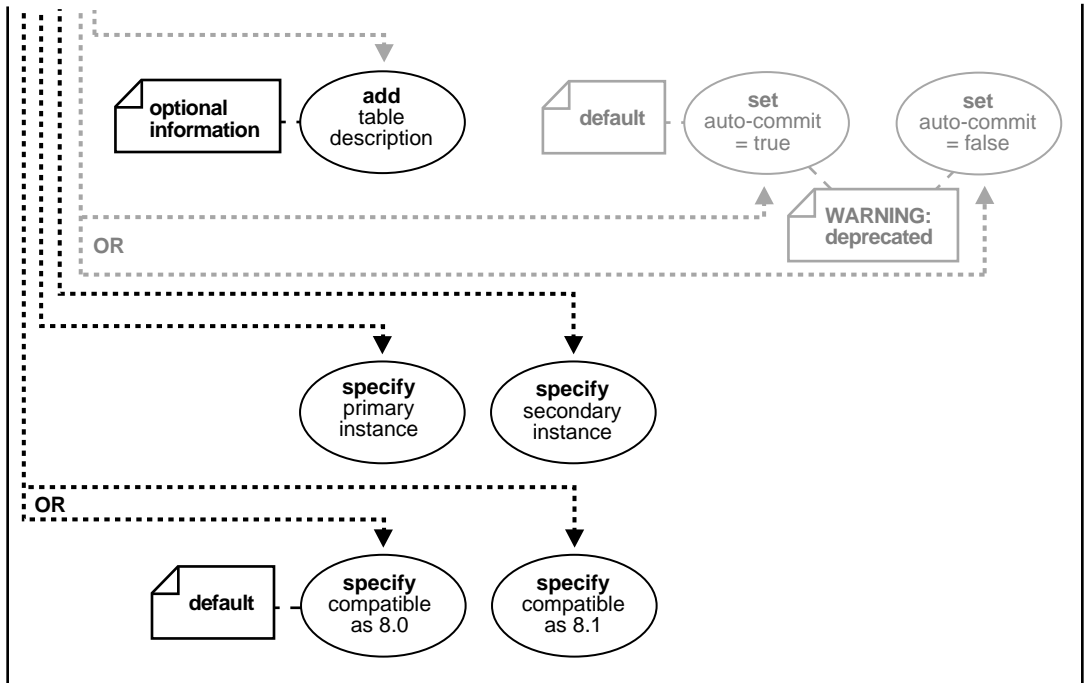 optional
information
add
table
description
default
set
auto-commit
= true
set
auto-commit
= false
WARNING:
deprecated
OR
specify
primary
instance
specify
secondary
instance
OR
default
specify
compatible
as 8.0
specify
compatible
as 8.1